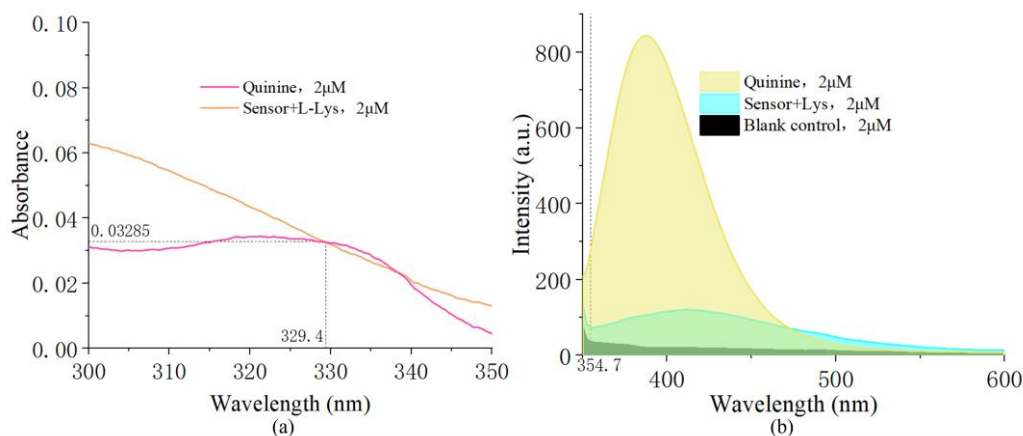 0.10
0.08
0.06
0.04
0.02
0.00
Absorbance
Quinine，2μM
Sensor+L-Lys，2μM
0.03285
329.4
300
310
320
330
340
350
Wavelength (nm)
(a)
800
600
400
200
0
Intensity (a.u.)
Quinine，2μM
Sensor+Lys，2μM
Blank control，2μM
354.7
400
500
600
Wavelength (nm)
(b)